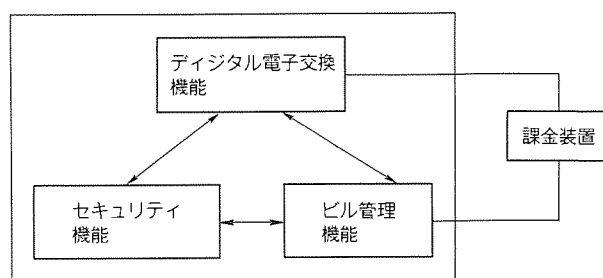 ディジタル電子交換
機能
課金装置
セキュリティ
機能
ビル管理
機能